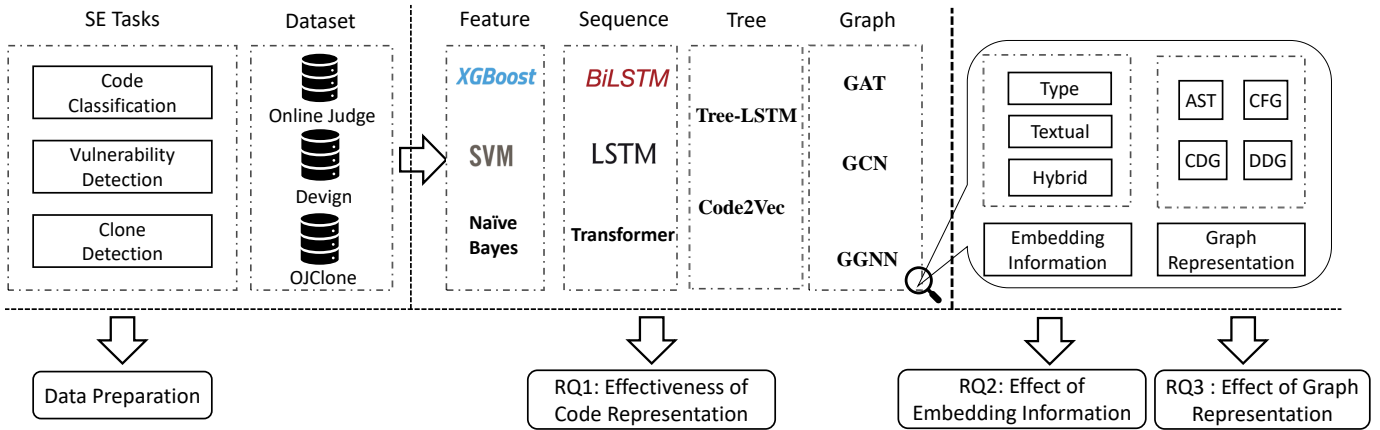 SE Tasks
Dataset
Feature
Sequence
Tree
Graph
Code
Classification
Vulnerability
Detection
Clone
Detection
Online Judge
Devign
OJClone
XGBoost
SVM
Naïve
Bayes
BiLSTM
LSTM
Transformer
Tree-LSTM
Code2Vec
GAT
GCN
GGNN
Type
Textual
Hybrid
Embedding
Information
AST
CFG
CDG
DDG
Graph
Representation
Data Preparation
RQ1: Effectiveness of
Code Representation
RQ2: Effect of
Embedding Information
RQ3 : Effect of Graph
Representation